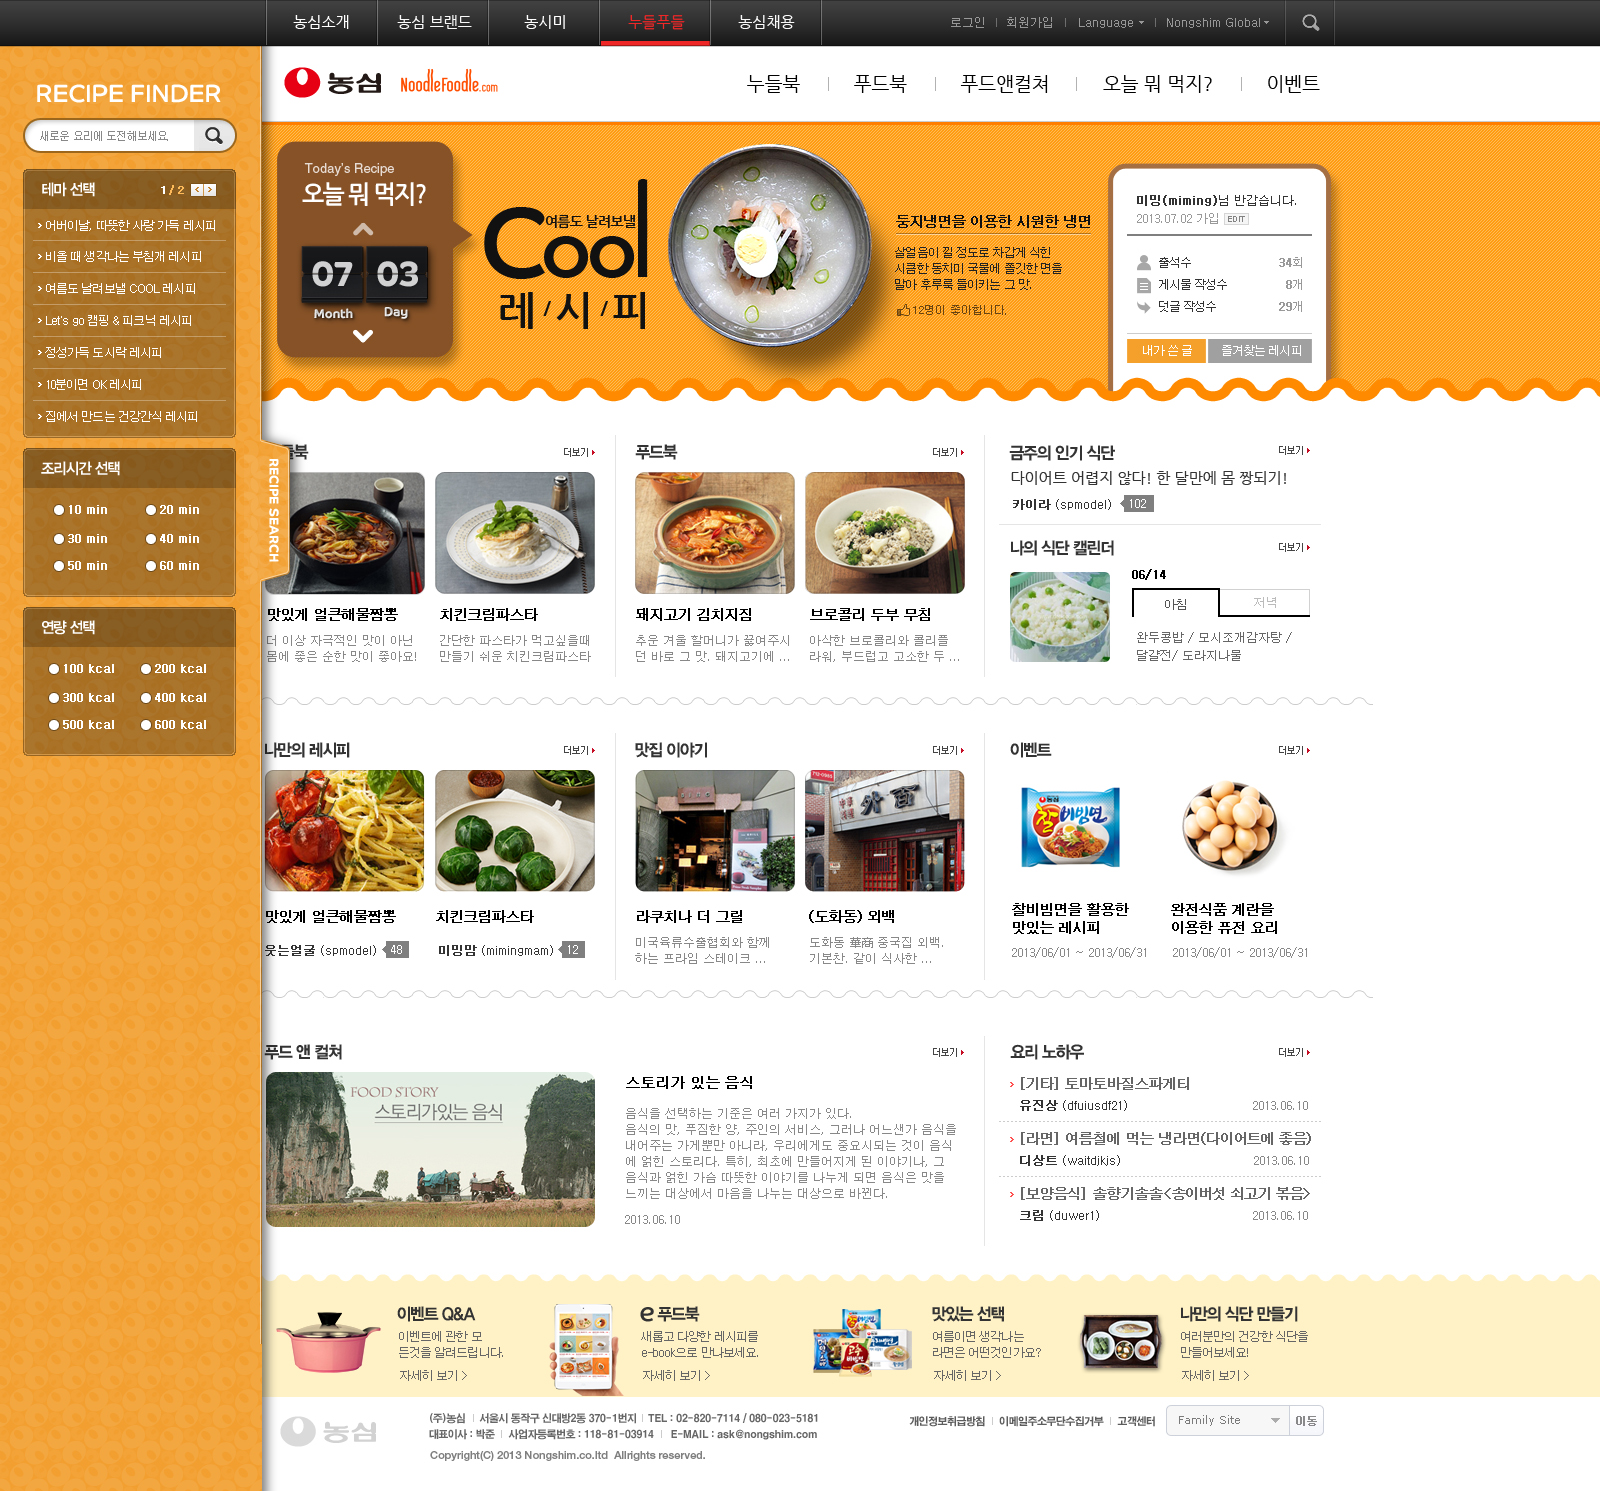 농심소개
농심 브랜드
농시미
누들푸들
농심채용
로그인
회원가입
Language
Nongshim Global
RECIPE FINDER
새로운 요리에 도전해보세요.
농심
NoodleFoodle.com
누들북
푸드북
푸드앤컬쳐
오늘 뭐 먹지?
이벤트
테마 선택
1 / 2
어버이날, 따뜻한 사랑 가득 레시피
비올 때 생각나는 부침개 레시피
여름도 날려보낼 COOL 레시피
Let's go 캠핑 & 피크닉 레시피
정성가득 도시락 레시피
10분이면 OK 레시피
집에서 만드는 건강간식 레시피
조리시간 선택
10 min
20 min
30 min
40 min
50 min
60 min
연량 선택
100 kcal
200 kcal
300 kcal
400 kcal
500 kcal
600 kcal
RECIPE SEARCH
Today's Recipe
오늘 뭐 먹지?
07 03
Month Day
여름도 날려보낼
Cool
레/시/피
둥지냉면을 이용한 시원한 냉면
살얼음이 낄 정도로 차갑게 식힌
시큼한 동치미 국물에 쫄깃한 면을
말아 후루룩 들이키는 그 맛.
12명이 좋아합니다.
미밍(miming)님 반갑습니다.
2013.07.02 가입 EDIT
출석수 34회
게시물 작성수 8개
덧글 작성수 29개
내가 쓴 글
즐겨찾는 레시피
들북
더보기
맛있게 얼큰해물짬뽕
더 이상 자극적인 맛이 아닌
몸에 좋은 순한 맛이 좋아요!
치킨크림파스타
간단한 파스타가 먹고싶을때
만들기 쉬운 치킨크림파스타
푸드북
더보기
돼지고기 김치지짐
추운 겨울 할머니가 끓여주시
던 바로 그 맛. 돼지고기에 ...
브로콜리 두부 무침
아삭한 브로콜리와 콜리플
라워, 부드럽고 고소한 두 ...
금주의 인기 식단
더보기
다이어트 어렵지 않다! 한 달만에 몸 짱되기!
카이라 (spmodel) 102
나의 식단 캘린더
더보기
06/14
아침
저녁
완두콩밥 / 모시조개감자탕 /
달걀전/ 도라지나물
나만의 레시피
더보기
맛있게 얼큰해물짬뽕
웃는얼굴 (spmodel) 48
치킨크림파스타
미밍맘 (mimingmam) 12
맛집 이야기
더보기
라쿠치나 더 그릴
미국육류수출협회와 함께
하는 프라임 스테이크 ...
外百
(도화동) 외백
도화동 華商 중국집 외백.
기본찬. 같이 식사한 ...
이벤트
더보기
농심
찰비빔면
찰비빔면을 활용한
맛있는 레시피
2013/06/01 ~ 2013/06/31
완전식품 계란을
이용한 퓨전 요리
2013/06/01 ~ 2013/06/31
푸드 앤 컬쳐
더보기
FOOD STORY
스토리가있는 음식
스토리가 있는 음식
음식을 선택하는 기준은 여러 가지가 있다.
음식의 맛, 푸짐한 양, 주인의 서비스, 그러나 어느샌가 음식을
내어주는 가게뿐만 아니라, 우리에게도 중요시되는 것이 음식
에 얽힌 스토리다. 특히, 최초에 만들어지게 된 이야기나, 그
음식과 얽힌 가슴 따뜻한 이야기를 나누게 되면 음식은 맛을
느끼는 대상에서 마음을 나누는 대상으로 바뀐다.
2013.06.10
요리 노하우
더보기
[기타] 토마토바질스파게티
유진상 (dfuiusdf21) 2013.06.10
[라면] 여름철에 먹는 냉라면(다이어트에 좋음)
디상트 (waitdjkjs) 2013.06.10
[보양음식] 솔향기솔솔<송이버섯 쇠고기 볶음>
크림 (duwer1) 2013.06.10
이벤트 Q&A
이벤트에 관한 모
든것을 알려드립니다.
자세히 보기 >
e 푸드북
새롭고 다양한 레시피를
e-book으로 만나보세요.
자세히 보기 >
맛있는 선택
여름이면 생각나는
라면은 어떤것인가요?
자세히 보기 >
나만의 식단 만들기
여러분만의 건강한 식단을
만들어보세요!
자세히 보기 >
농심
(주)농심 | 서울시 동작구 신대방2동 370-1번지 | TEL : 02-820-7114 / 080-023-5181
대표이사 : 박준 | 사업자등록번호 : 118-81-03914 | E-MAIL : ask@nongshim.com
Copyright(C) 2013 Nongshim.co.ltd Allrights reserved.
개인정보취급방침 | 이메일주소무단수집거부 | 고객센터
Family Site
이동